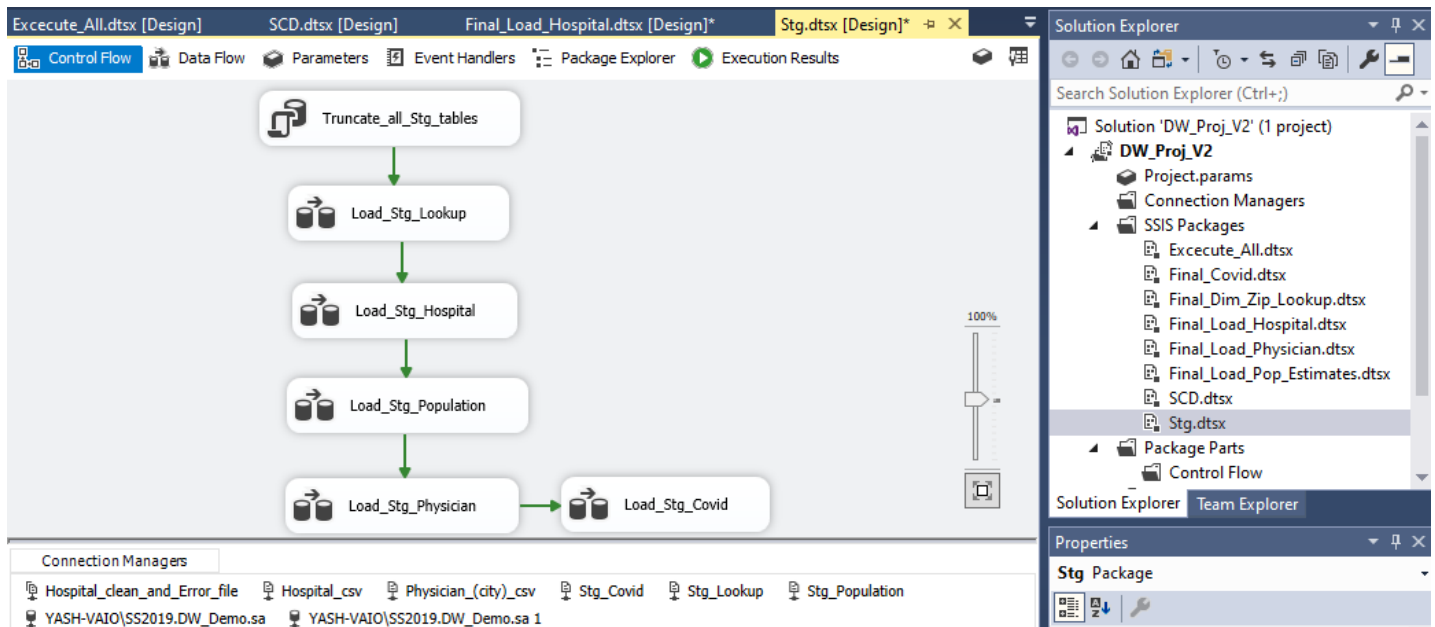 Excecute_All.dtsx [Design] SCD.dtsx [Design] Final_Load_Hospital.dtsx [Design]* Stg.dtsx [Design]*
Control Flow Data Flow Parameters Event Handlers Package Explorer Execution Results
Truncate_all_Stg_tables
Load_Stg_Lookup
Load_Stg_Hospital
Load_Stg_Population
Load_Stg_Physician
Load_Stg_Covid
100%
Connection Managers
Hospital_clean_and_Error_file Hospital_csv Physician_(city)_csv Stg_Covid Stg_Lookup Stg_Population
YASH-VAIO\SS2019.DW_Demo.sa YASH-VAIO\SS2019.DW_Demo.sa 1
Solution Explorer
Search Solution Explorer (Ctrl+;)
Solution 'DW_Proj_V2' (1 project)
DW_Proj_V2
Project.params
Connection Managers
SSIS Packages
Excecute_All.dtsx
Final_Covid.dtsx
Final_Dim_Zip_Lookup.dtsx
Final_Load_Hospital.dtsx
Final_Load_Physician.dtsx
Final_Load_Pop_Estimates.dtsx
SCD.dtsx
Stg.dtsx
Package Parts
Control Flow
Solution Explorer Team Explorer
Properties
Stg Package